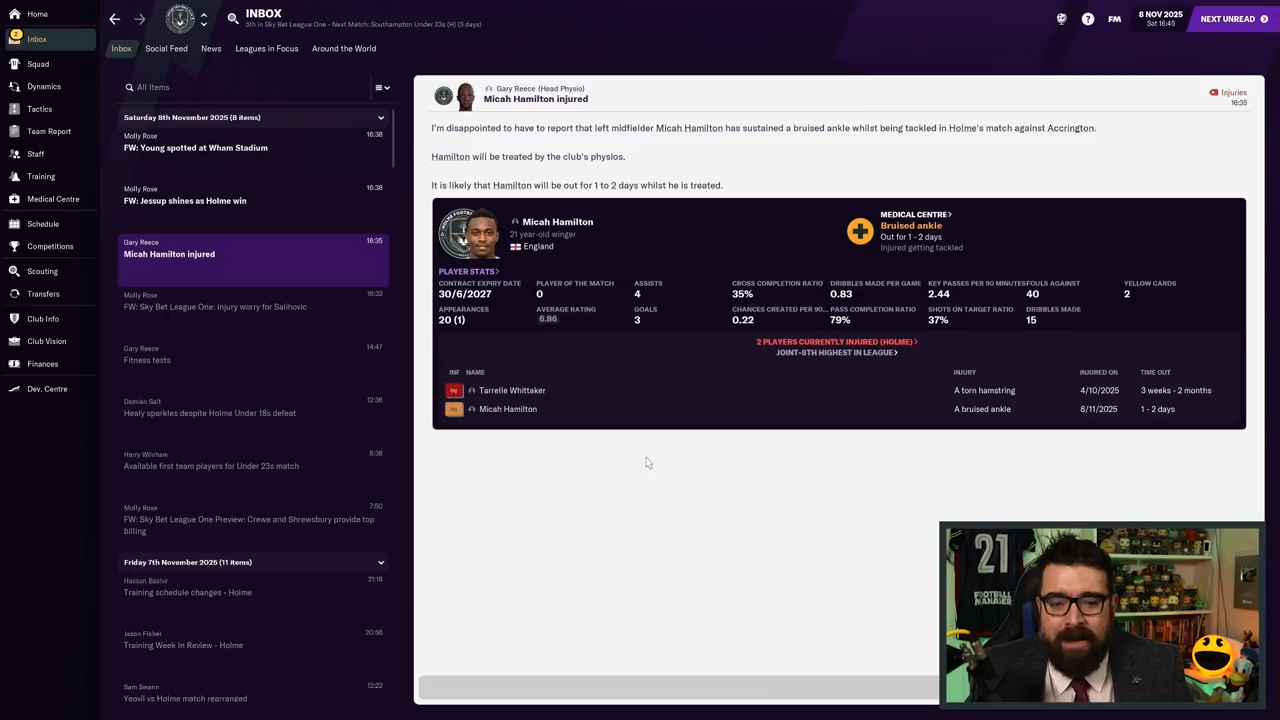 Home
Inbox
2
Squad
Dynamics
Tactics
Team Report
Staff
Training
Medical Centre
Schedule
Competitions
Scouting
Transfers
Club Info
Club Vision
Finances
Dev. Centre
INBOX
5th in Sky Bet League One - Next Match: Southampton Under 23s (H) (3 days)
FM
8 NOV 2025
Sat 16:45
NEXT UNREAD
Inbox
Social Feed
News
Leagues in Focus
Around the World
All Items
Saturday 8th November 2025 (8 items)
Molly Rose 16:38
FW: Young spotted at Wham Stadium
Molly Rose 16:38
FW: Jessup shines as Holme win
Gary Reece 16:35
Micah Hamilton injured
Molly Rose 16:32
FW: Sky Bet League One: Injury worry for Salihovic
Gary Reece 14:47
Fitness tests
Damian Sait 12:36
Healy sparkles despite Holme Under 18s defeat
Harry Wilshaw 8:38
Available first team players for Under 23s match
Molly Rose 7:50
FW: Sky Bet League One Preview: Crewe and Shrewsbury provide top
billing
Friday 7th November 2025 (11 items)
Hassan Bashir 21:18
Training schedule changes - Holme
Jason Fisher 20:56
Training Week In Review - Holme
Sam Swann 12:22
Yeovil vs Holme match rearranged
Gary Reece (Head Physio)
Micah Hamilton injured
Injuries
16:35
I'm disappointed to have to report that left midfielder Micah Hamilton has sustained a bruised ankle whilst being tackled in Holme's match against Accrington.
Hamilton will be treated by the club's physios.
It is likely that Hamilton will be out for 1 to 2 days whilst he is treated.
Micah Hamilton
21 year-old winger
England
MEDICAL CENTRE>
Bruised ankle
Out for 1 - 2 days
Injured getting tackled
PLAYER STATS>
CONTRACT EXPIRY DATE PLAYER OF THE MATCH ASSISTS CROSS COMPLETION RATIO DRIBBLES MADE PER GAME KEY PASSES PER 90 MINUTES FOULS AGAINST YELLOW CARDS
30/6/2027 0 4 35% 0.83 2.44 40 2
APPEARANCES AVERAGE RATING GOALS CHANCES CREATED PER 90... PASS COMPLETION RATIO SHOTS ON TARGET RATIO DRIBBLES MADE
20 (1) 6.86 3 0.22 79% 37% 15
2 PLAYERS CURRENTLY INJURED (HOLME) >
JOINT-8TH HIGHEST IN LEAGUE>
INF NAME INJURY INJURED ON TIME OUT
Inj Tarrelle Whittaker A torn hamstring 4/10/2025 3 weeks - 2 months
Inj Micah Hamilton A bruised ankle 8/11/2025 1 - 2 days
21
FOOTBALL
MANAGER